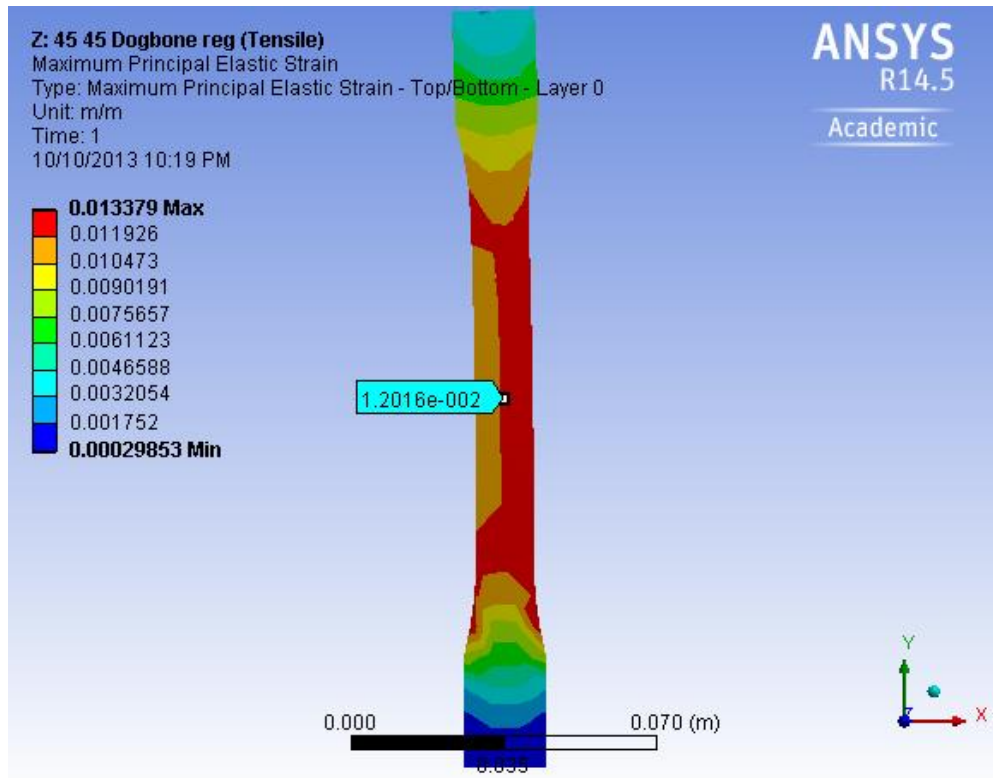 Z: 45 45 Dogbone reg (Tensile)
Maximum Principal Elastic Strain
Type: Maximum Principal Elastic Strain - Top/Bottom - Layer 0
Unit: m/m
Time: 1
10/10/2013 10:19 PM
ANSYS
R14.5
Academic
0.013379 Max
0.011926
0.010473
0.0090191
0.0075657
0.0061123
0.0046588
0.0032054
0.001752
0.00029853 Min
1.2016e-002
0.000
0.070 (m)
0.035
Y
Z
X